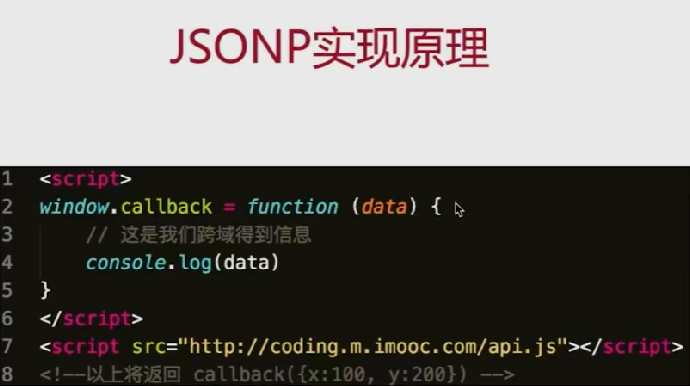 JSONP实现原理
1 <script>
2 window.callback = function (data) {
3 // 这是我们跨域得到信息
4 console.log(data)
5 }
6 </script>
7 <script src="http://coding.m.imooc.com/api.js"></script>
8 <!--以上将返回 callback({x:100, y:200}) -->